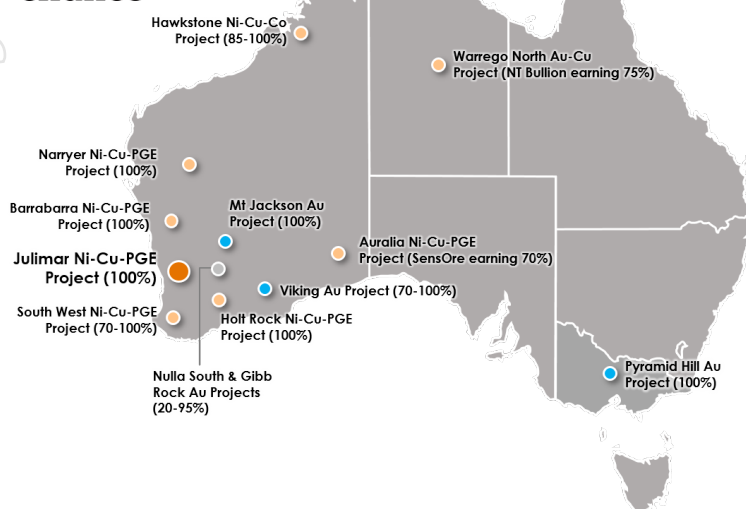 Hawkstone Ni-Cu-Co
Project (85-100%)
Warrego North Au-Cu
Project (NT Bullion earning 75%)
Narryer Ni-Cu-PGE
Project (100%)
Barrabarra Ni-Cu-PGE
Project (100%)
Mt Jackson Au
Project (100%)
Julimar Ni-Cu-PGE
Project (100%)
Auralia Ni-Cu-PGE
Project (SensOre earning 70%)
Viking Au Project (70-100%)
South West Ni-Cu-PGE
Project (70-100%)
Holt Rock Ni-Cu-PGE
Project (100%)
Nulla South & Gibb
Rock Au Projects
(20-95%)
Pyramid Hill Au
Project (100%)